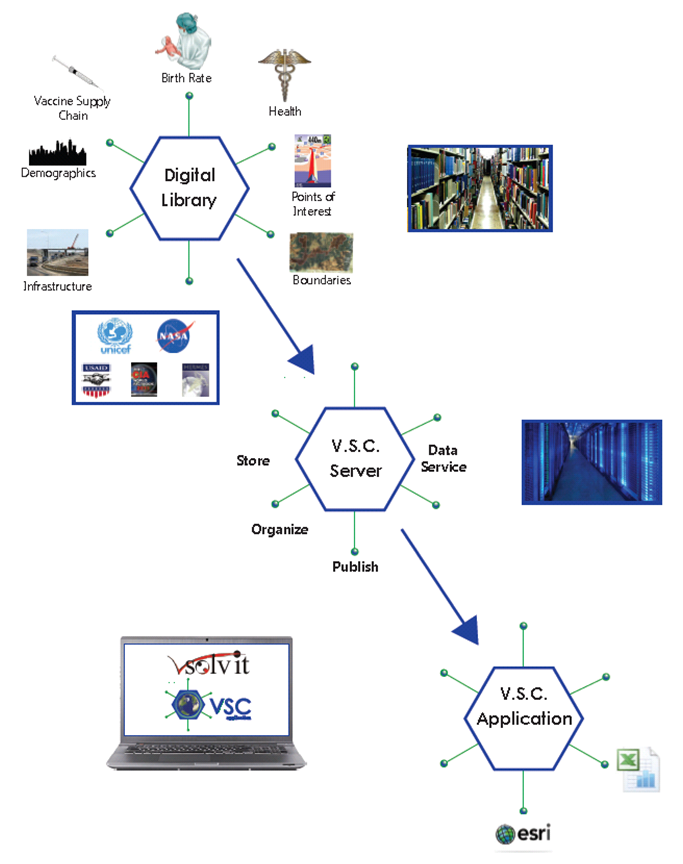 Birth Rate
Vaccine Supply
Chain
Health
Demographics
Digital
Library
Points of
Interest
Infrastructure
Boundaries
unicef
NASA
USAID
CIA
V.S.C.
Server
Store
Data
Service
Organize
Publish
Vsolvit
VSC
V.S.C.
Application
esri